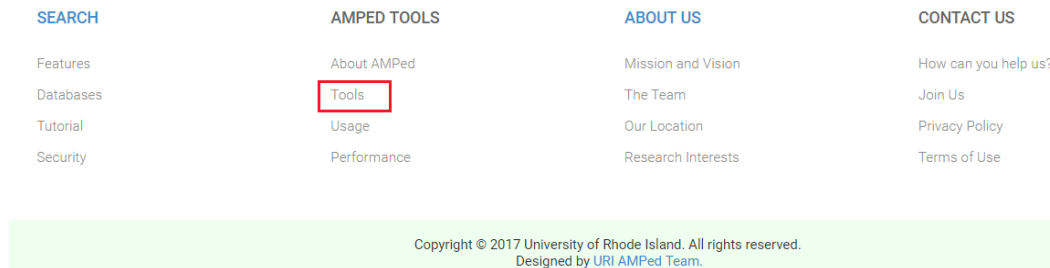 SEARCH
Features
Databases
Tutorial
Security
AMPED TOOLS
About AMPed
Tools
Usage
Performance
ABOUT US
Mission and Vision
The Team
Our Location
Research Interests
CONTACT US
How can you help us?
Join Us
Privacy Policy
Terms of Use
Copyright © 2017 University of Rhode Island. All rights reserved.
Designed by URI AMPed Team.